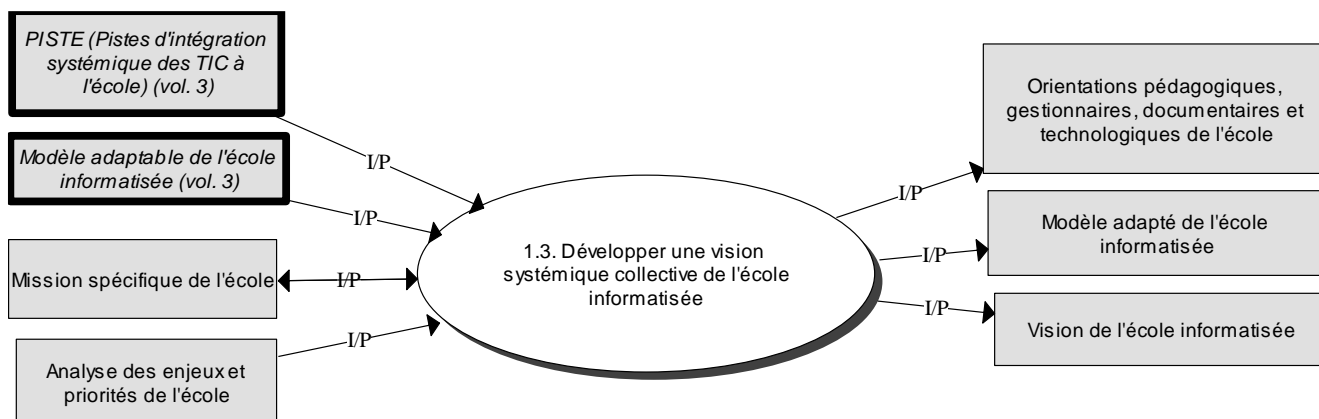 PISTE (Pistes d'intégration
systémique des TIC à
l'école) (vol. 3)
I/P
Modèle adaptable de l'école
informatisée (vol. 3)
I/P
Mission spécifique de l'école
I/P
Analyse des enjeux et
priorités de l'école
I/P
1.3. Développer une vision
systémique collective de l'école
informatisée
I/P
Orientations pédagogiques,
gestionnaires, documentaires et
technologiques de l'école
I/P
Modèle adapté de l'école
informatisée
I/P
Vision de l'école informatisée